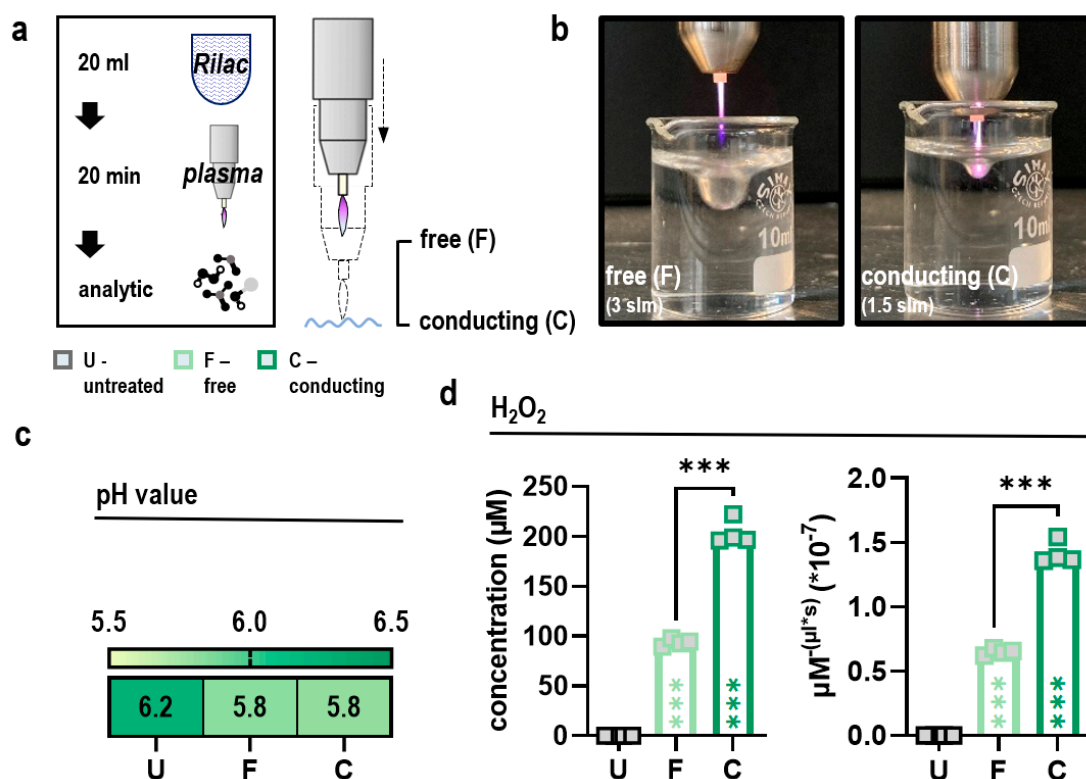 a
20 ml
Rilac
20 min
plasma
analytic
free (F)
conducting (C)
b
SIMAX
CZECH REP
10ml
free (F)
(3 slm)
10ml
conducting (C)
(1.5 slm)
U - untreated
F – free
C – conducting
c
pH value
5.5 6.0 6.5
6.2 5.8 5.8
U F C
d
H₂O₂
concentration (µM)
250
200
150
100
50
0
***
***
***
U F C
µM⁻⁽µˡ*ˢ⁾ (*10⁻⁷)
2.0
1.5
1.0
0.5
0.0
***
***
***
U F C